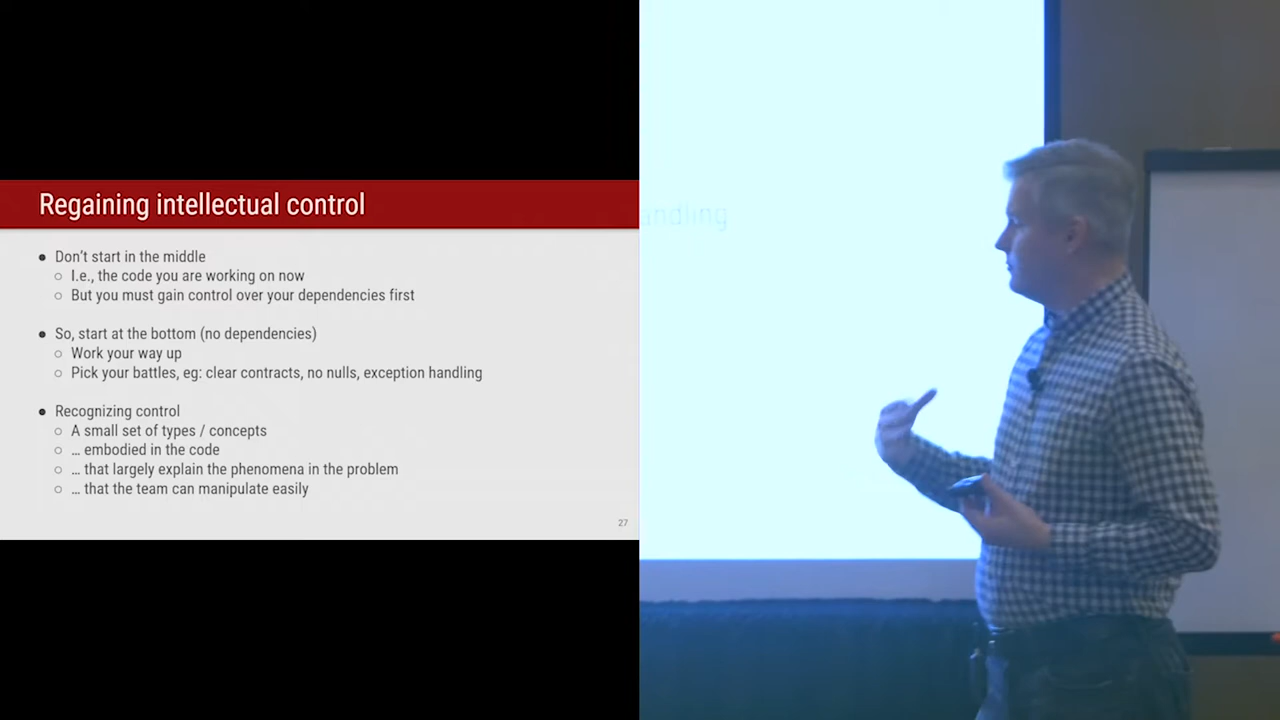 Regaining intellectual control
● Don't start in the middle
○ I.e., the code you are working on now
○ But you must gain control over your dependencies first
● So, start at the bottom (no dependencies)
○ Work your way up
○ Pick your battles, eg: clear contracts, no nulls, exception handling
● Recognizing control
○ A small set of types / concepts
○ … embodied in the code
○ … that largely explain the phenomena in the problem
○ … that the team can manipulate easily
27
andling